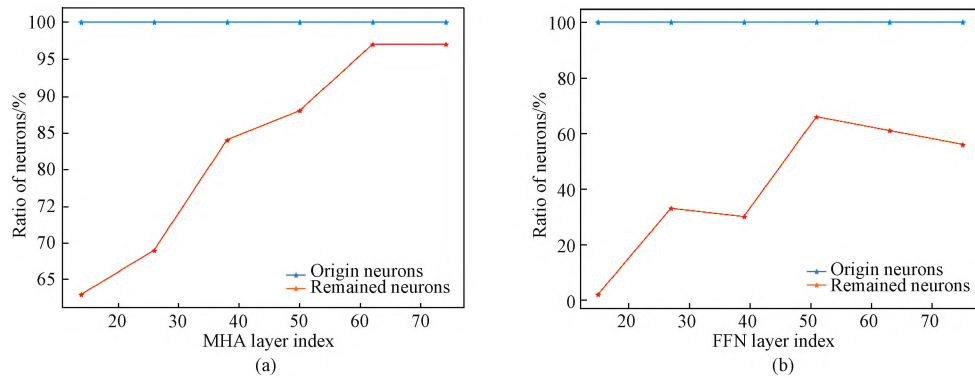 100
95
90
85
80
72
70
65
Ratio of neurons/%
Origin neurons
Remained neurons
20
30
40
50
60
70
MHA layer index
(a)
100
80
60
40
20
0
Ratio of neurons/%
Origin neurons
Remained neurons
20
30
40
50
60
70
FFN layer index
(b)